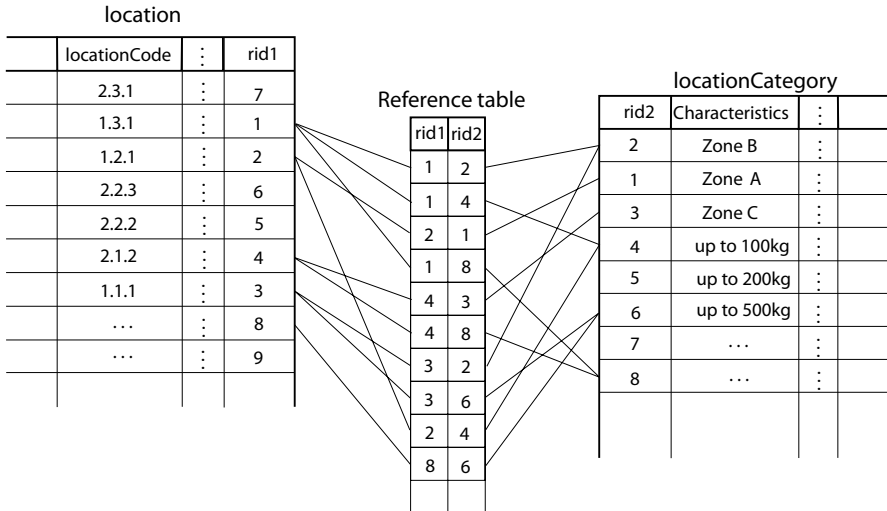 location
locationCode ⋮ rid1
2.3.1 ⋮ 7
1.3.1 ⋮ 1
1.2.1 ⋮ 2
2.2.3 ⋮ 6
2.2.2 ⋮ 5
2.1.2 ⋮ 4
1.1.1 ⋮ 3
... ⋮ 8
... ⋮ 9
Reference table
rid1 rid2
1 2
1 4
2 1
1 8
4 3
4 8
3 2
3 6
2 4
8 6
locationCategory
rid2 Characteristics ⋮
2 Zone B ⋮
1 Zone A ⋮
3 Zone C ⋮
4 up to 100kg ⋮
5 up to 200kg ⋮
6 up to 500kg ⋮
7 ... ⋮
8 ... ⋮